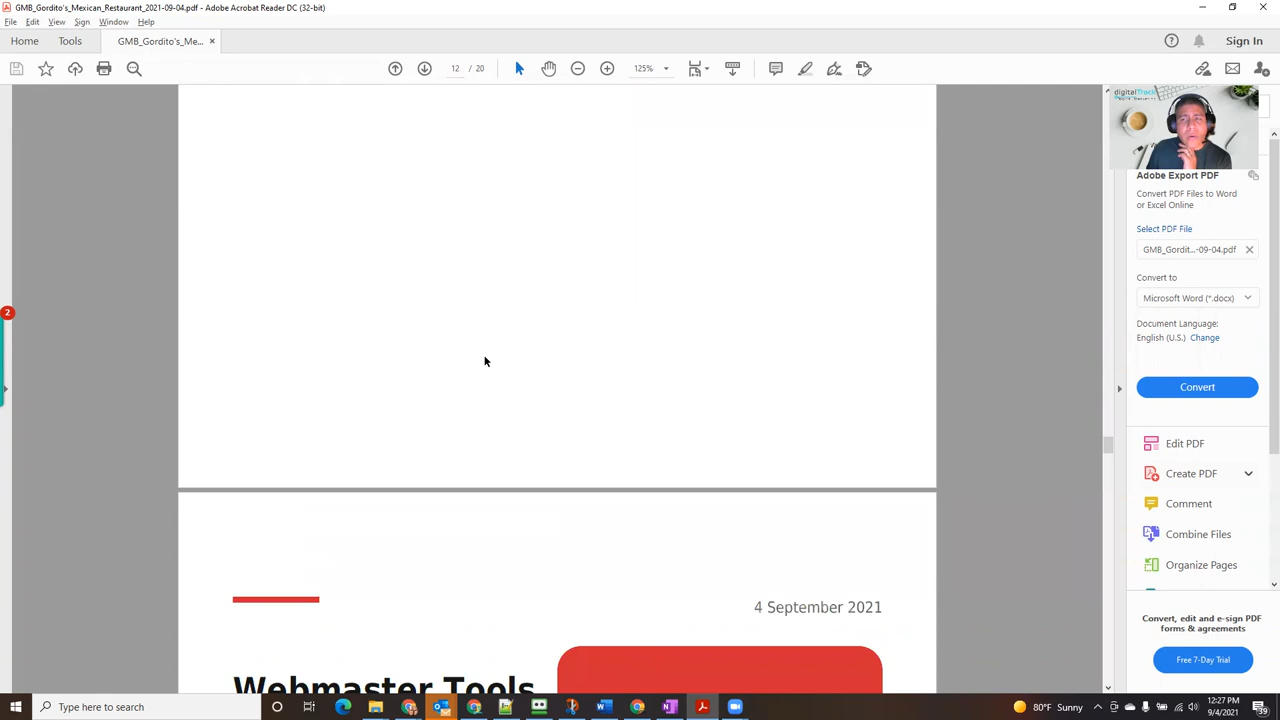 GMB_Gordito's_Mexican_Restaurant_2021-09-04.pdf - Adobe Acrobat Reader DC (32-bit)
File Edit View Sign Window Help
Home Tools GMB_Gordito's_Me... × Sign In
12 / 20 125%
digitalTrack
Adobe Export PDF
Convert PDF Files to Word
or Excel Online
Select PDF File
GMB_Gordit...-09-04.pdf
Convert to
Microsoft Word (*.docx)
Document Language:
English (U.S.) Change
Convert
2
Edit PDF
Create PDF
Comment
Combine Files
Organize Pages
4 September 2021
Webmaster Tools
Convert, edit and e-sign PDF
forms & agreements
Free 7-Day Trial
Type here to search
80°F Sunny
12:27 PM
9/4/2021
39